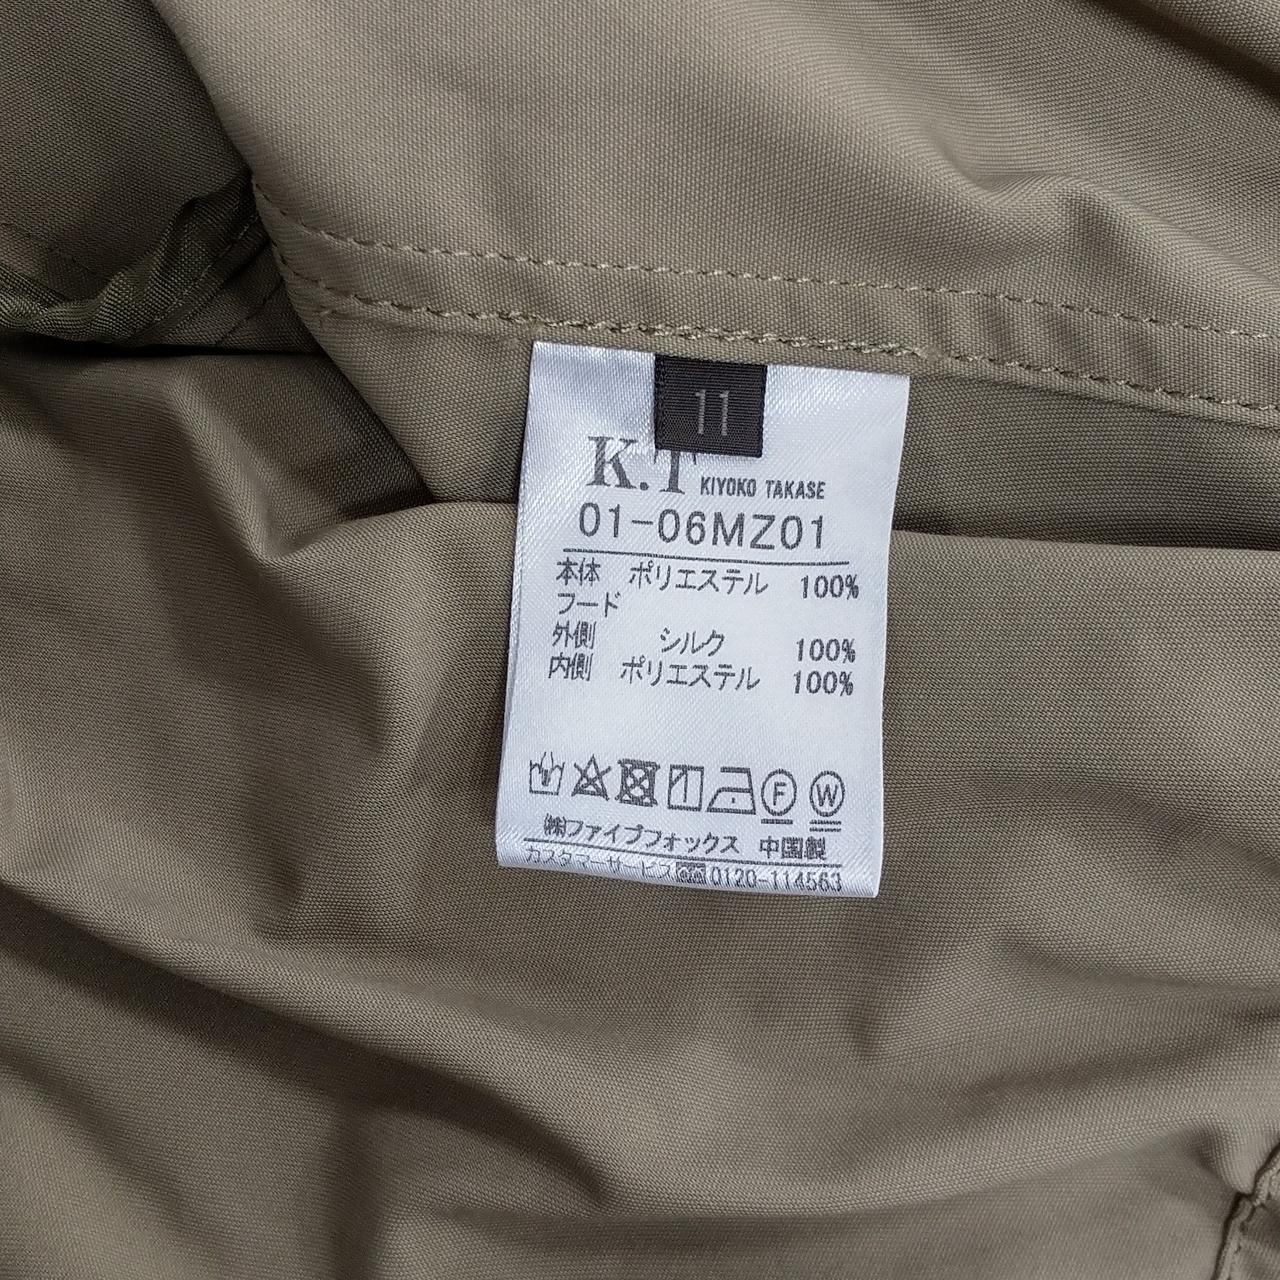 11
K.T KIYOKO TAKASE
01-06MZ01
本体 ポリエステル 100%
フード
外側 シルク 100%
内側 ポリエステル 100%
F W
㈱ファイブフォックス 中国製
カスタマーサービス 0120-114563